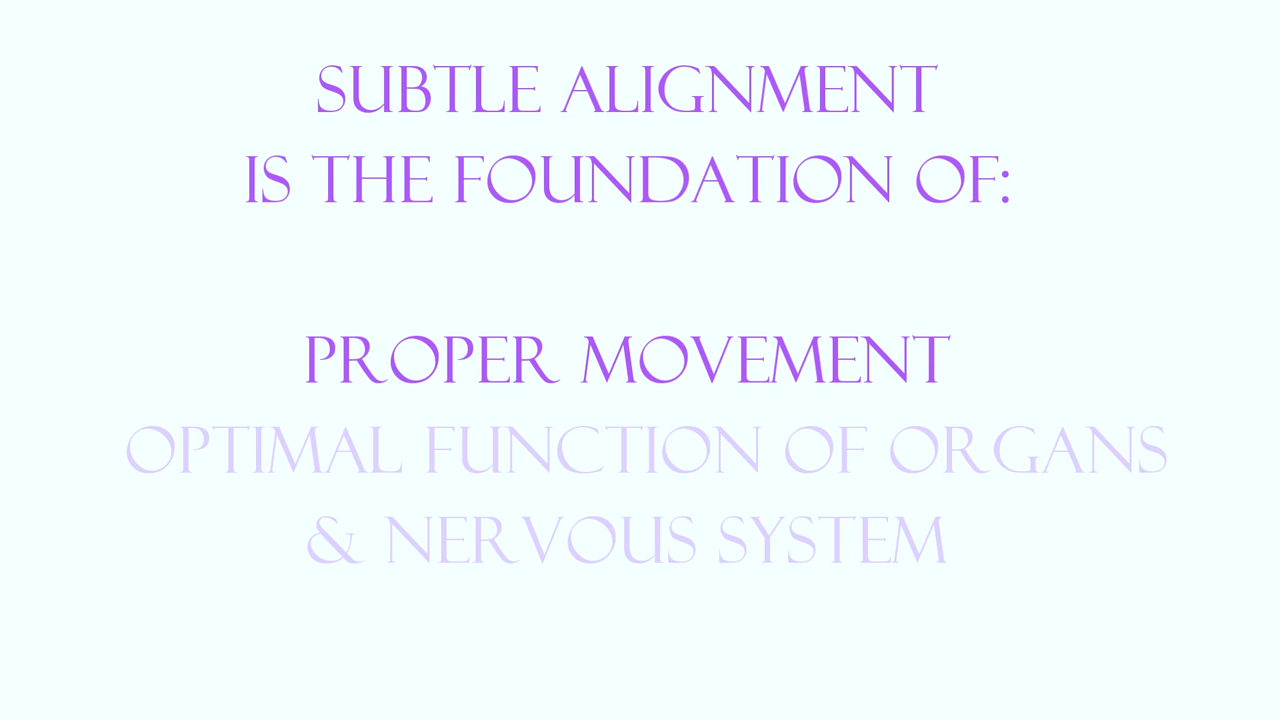 SUBTLE ALIGNMENT
IS THE FOUNDATION OF:
PROPER MOVEMENT
OPTIMAL FUNCTION OF ORGANS
& NERVOUS SYSTEM